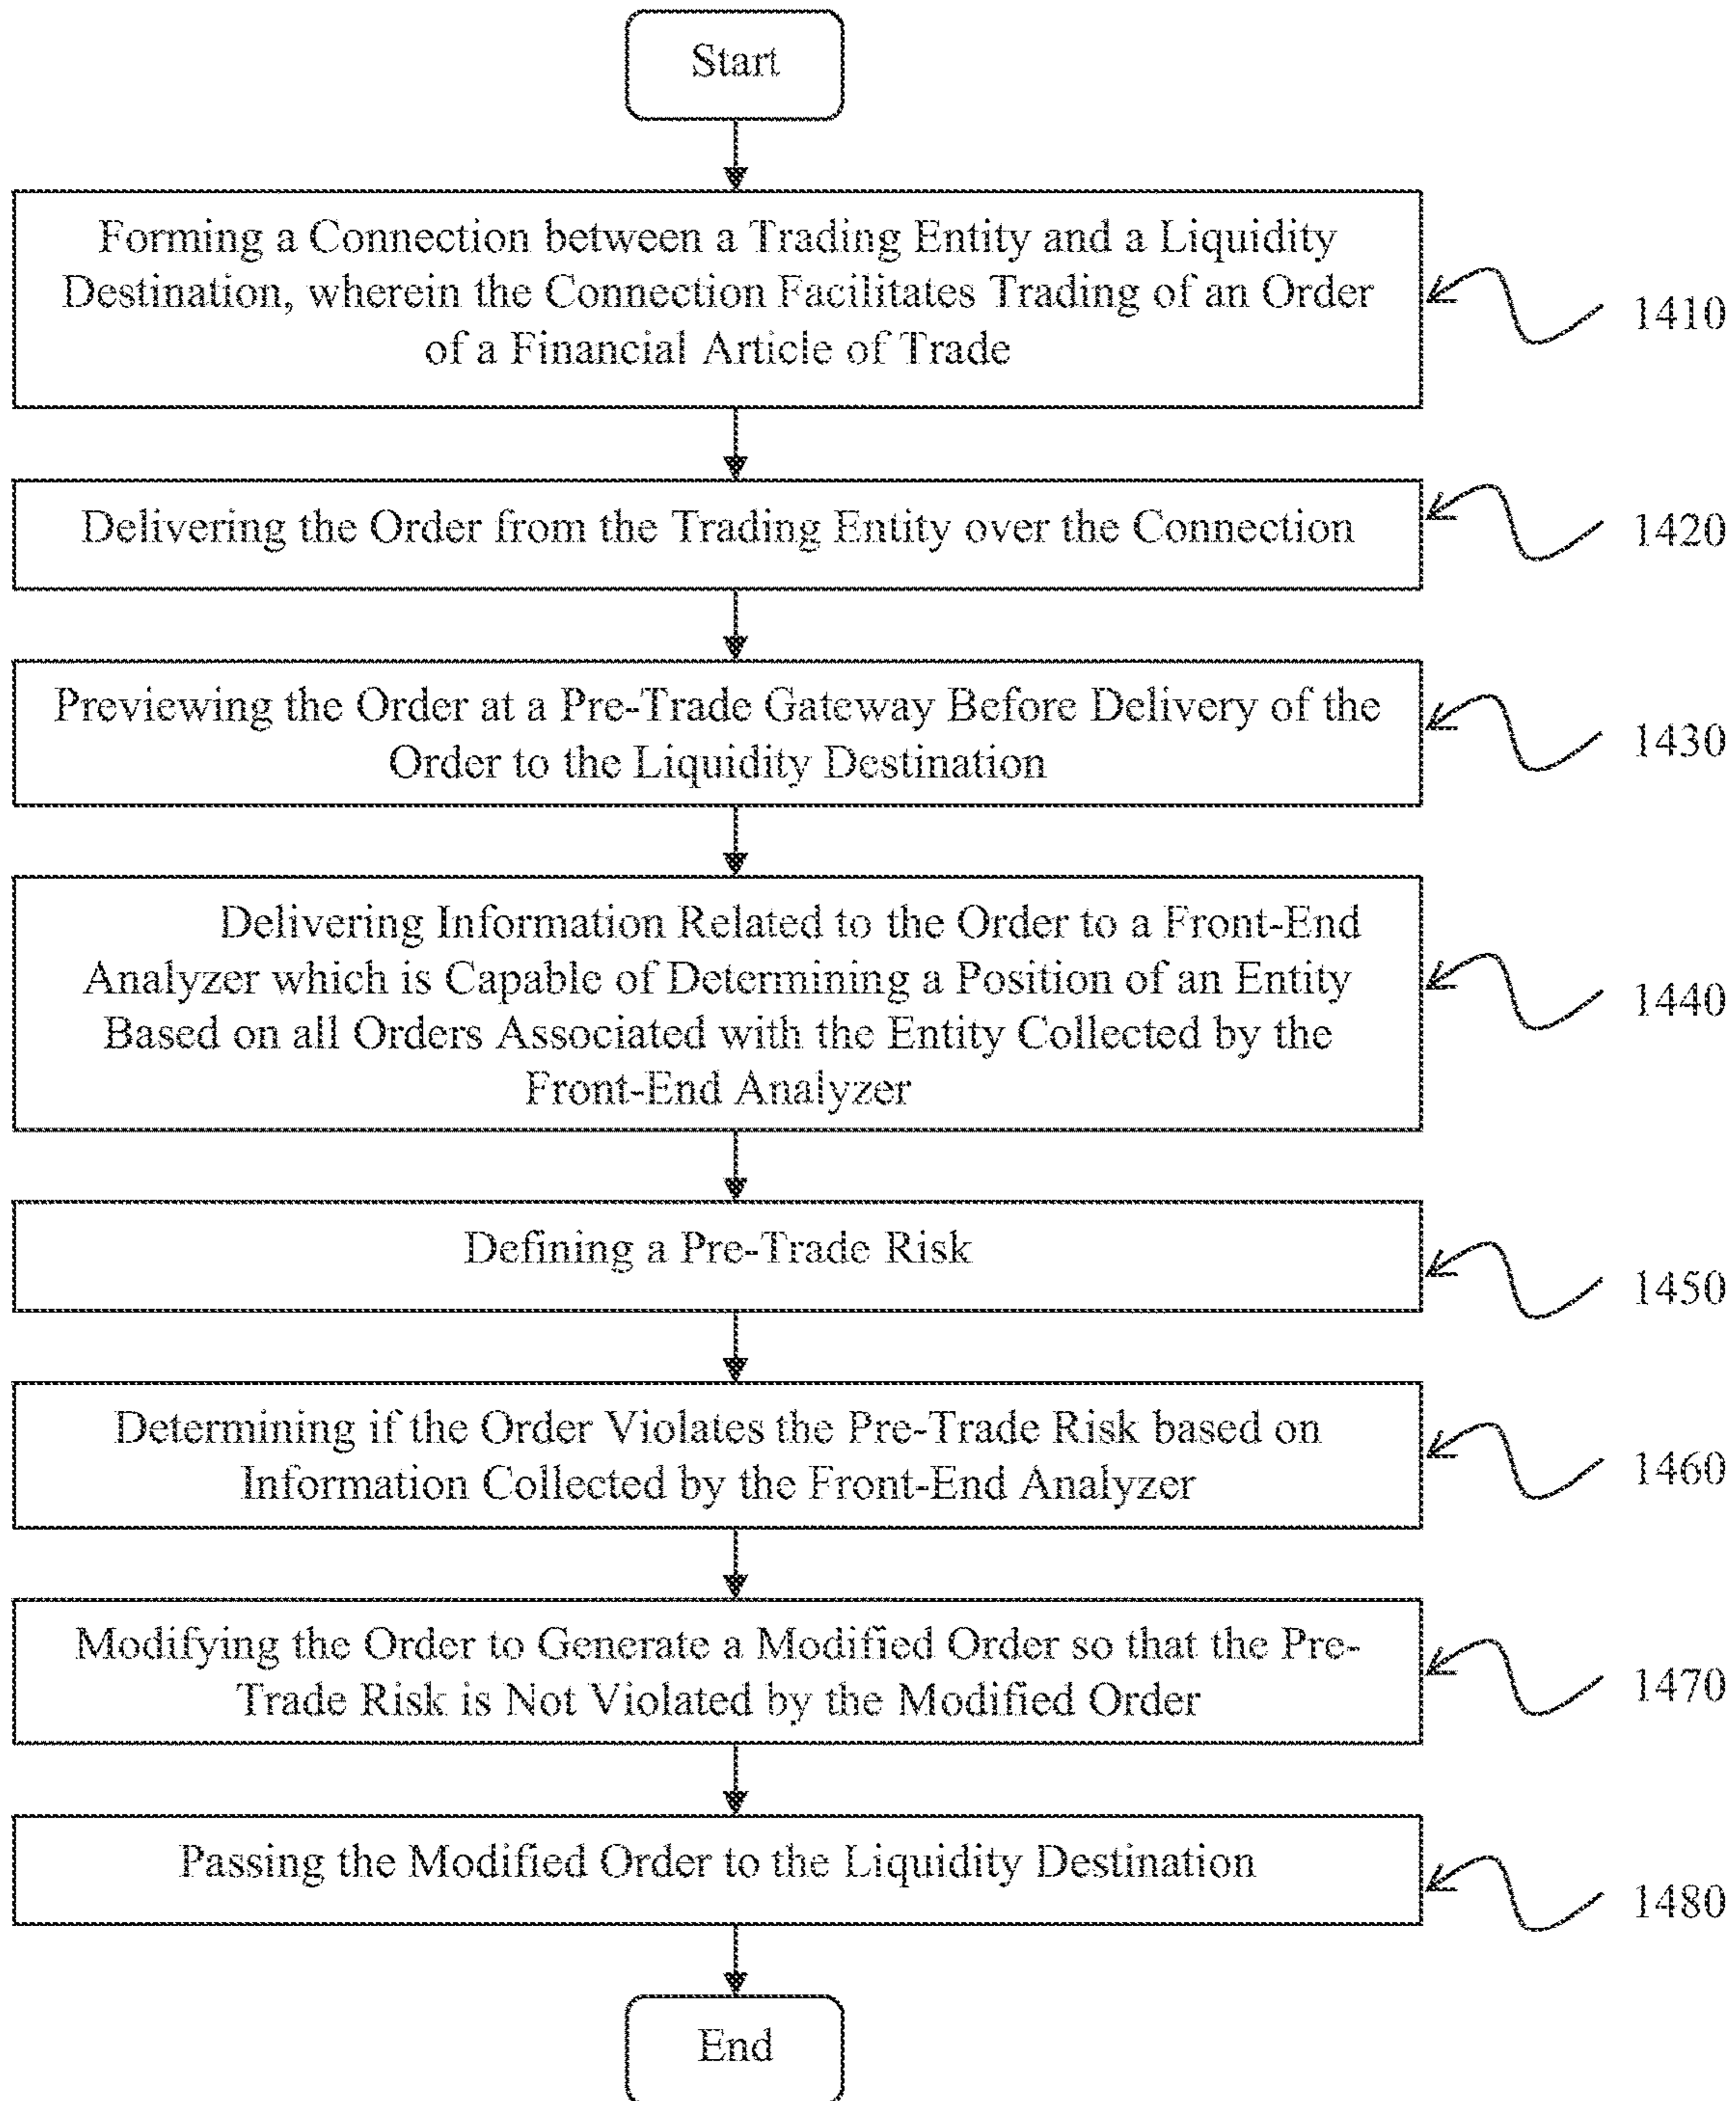 Start
Forming a Connection between a Trading Entity and a Liquidity
Destination, wherein the Connection Facilitates Trading of an Order
of a Financial Article of Trade
1410
Delivering the Order from the Trading Entity over the Connection
1420
Previewing the Order at a Pre-Trade Gateway Before Delivery of the
Order to the Liquidity Destination
1430
Delivering Information Related to the Order to a Front-End
Analyzer which is Capable of Determining a Position of an Entity
Based on all Orders Associated with the Entity Collected by the
Front-End Analyzer
1440
Defining a Pre-Trade Risk
1450
Determining if the Order Violates the Pre-Trade Risk based on
Information Collected by the Front-End Analyzer
1460
Modifying the Order to Generate a Modified Order so that the Pre-
Trade Risk is Not Violated by the Modified Order
1470
Passing the Modified Order to the Liquidity Destination
1480
End